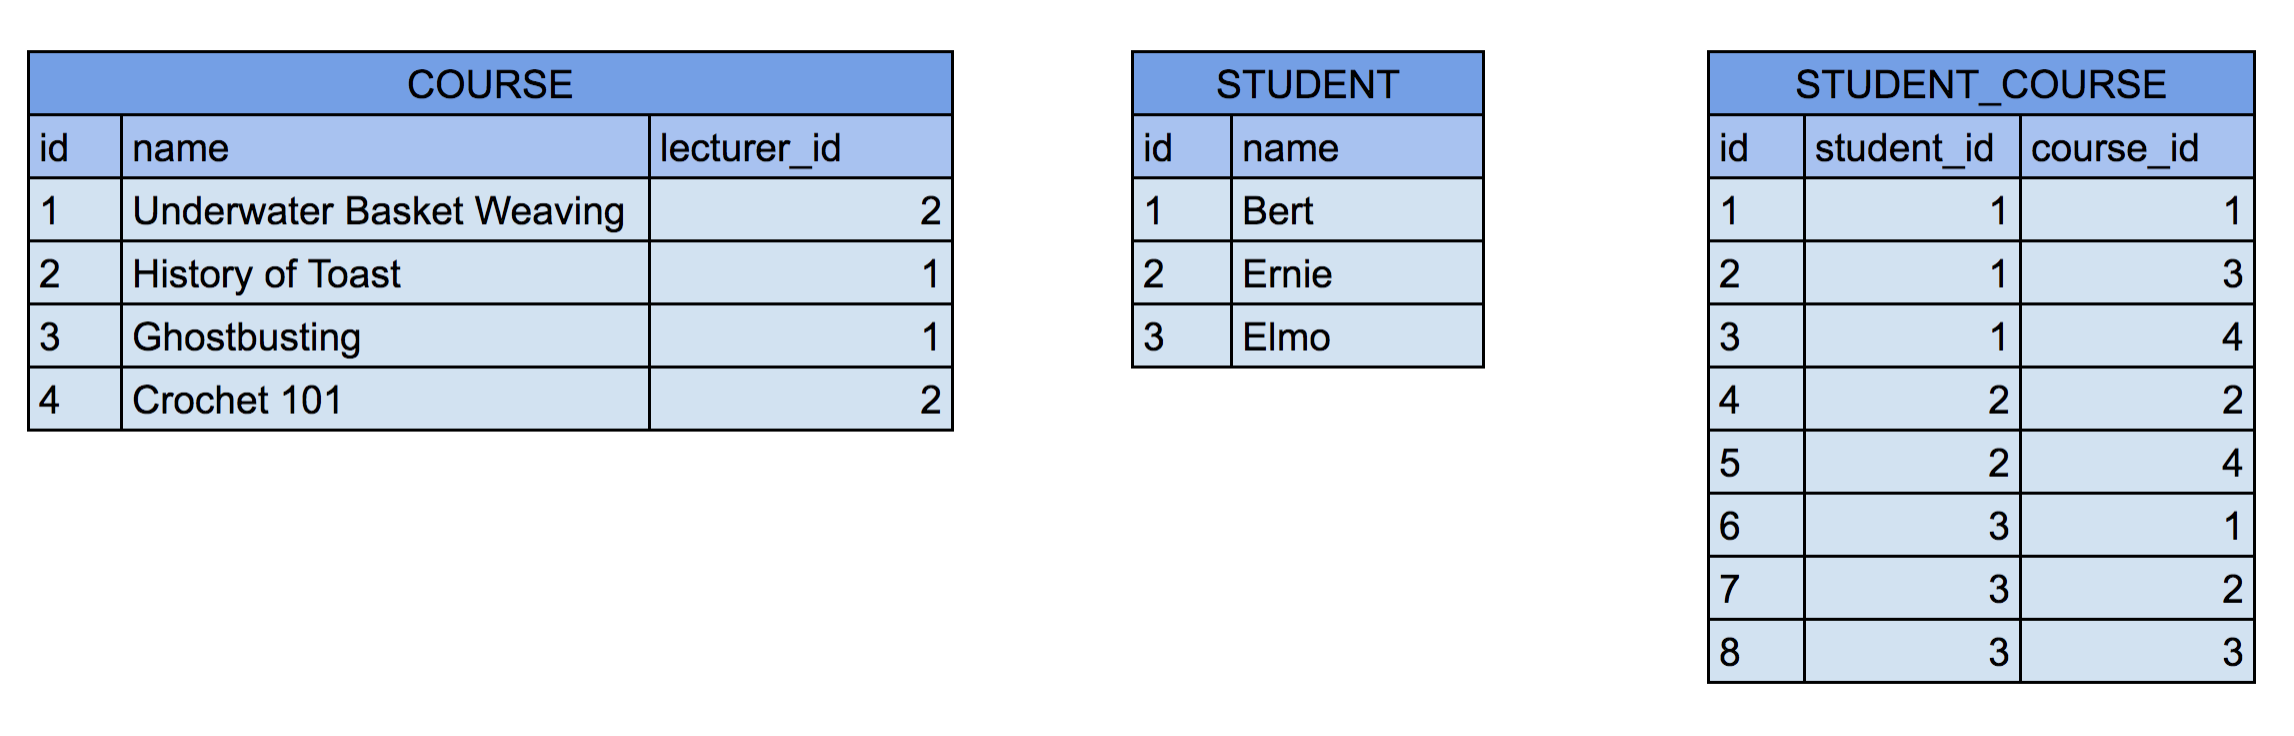 COURSE
id name lecturer_id
1 Underwater Basket Weaving 2
2 History of Toast 1
3 Ghostbusting 1
4 Crochet 101 2
STUDENT
id name
1 Bert
2 Ernie
3 Elmo
STUDENT_COURSE
id student_id course_id
1 1 1
2 1 3
3 1 4
4 2 2
5 2 4
6 3 1
7 3 2
8 3 3